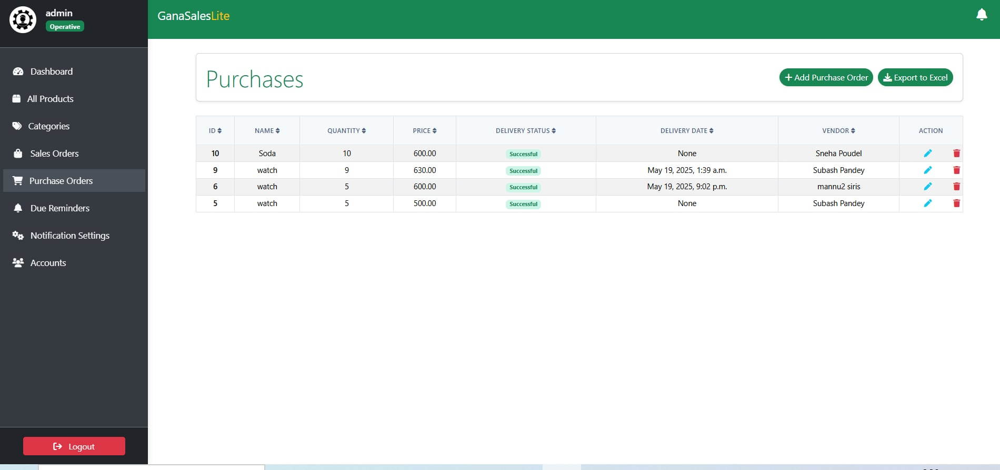 admin
Operative
GanaSalesLite
Dashboard
All Products
Categories
Sales Orders
Purchase Orders
Due Reminders
Notification Settings
Accounts
Logout
Purchases
Add Purchase Order
Export to Excel
ID NAME QUANTITY PRICE DELIVERY STATUS DELIVERY DATE VENDOR ACTION
10 Soda 10 600.00 Successful None Sneha Poudel
9 watch 9 630.00 Successful May 19, 2025, 1:39 a.m. Subash Pandey
6 watch 5 600.00 Successful May 19, 2025, 9:02 p.m. mannu2 siris
5 watch 5 500.00 Successful None Subash Pandey